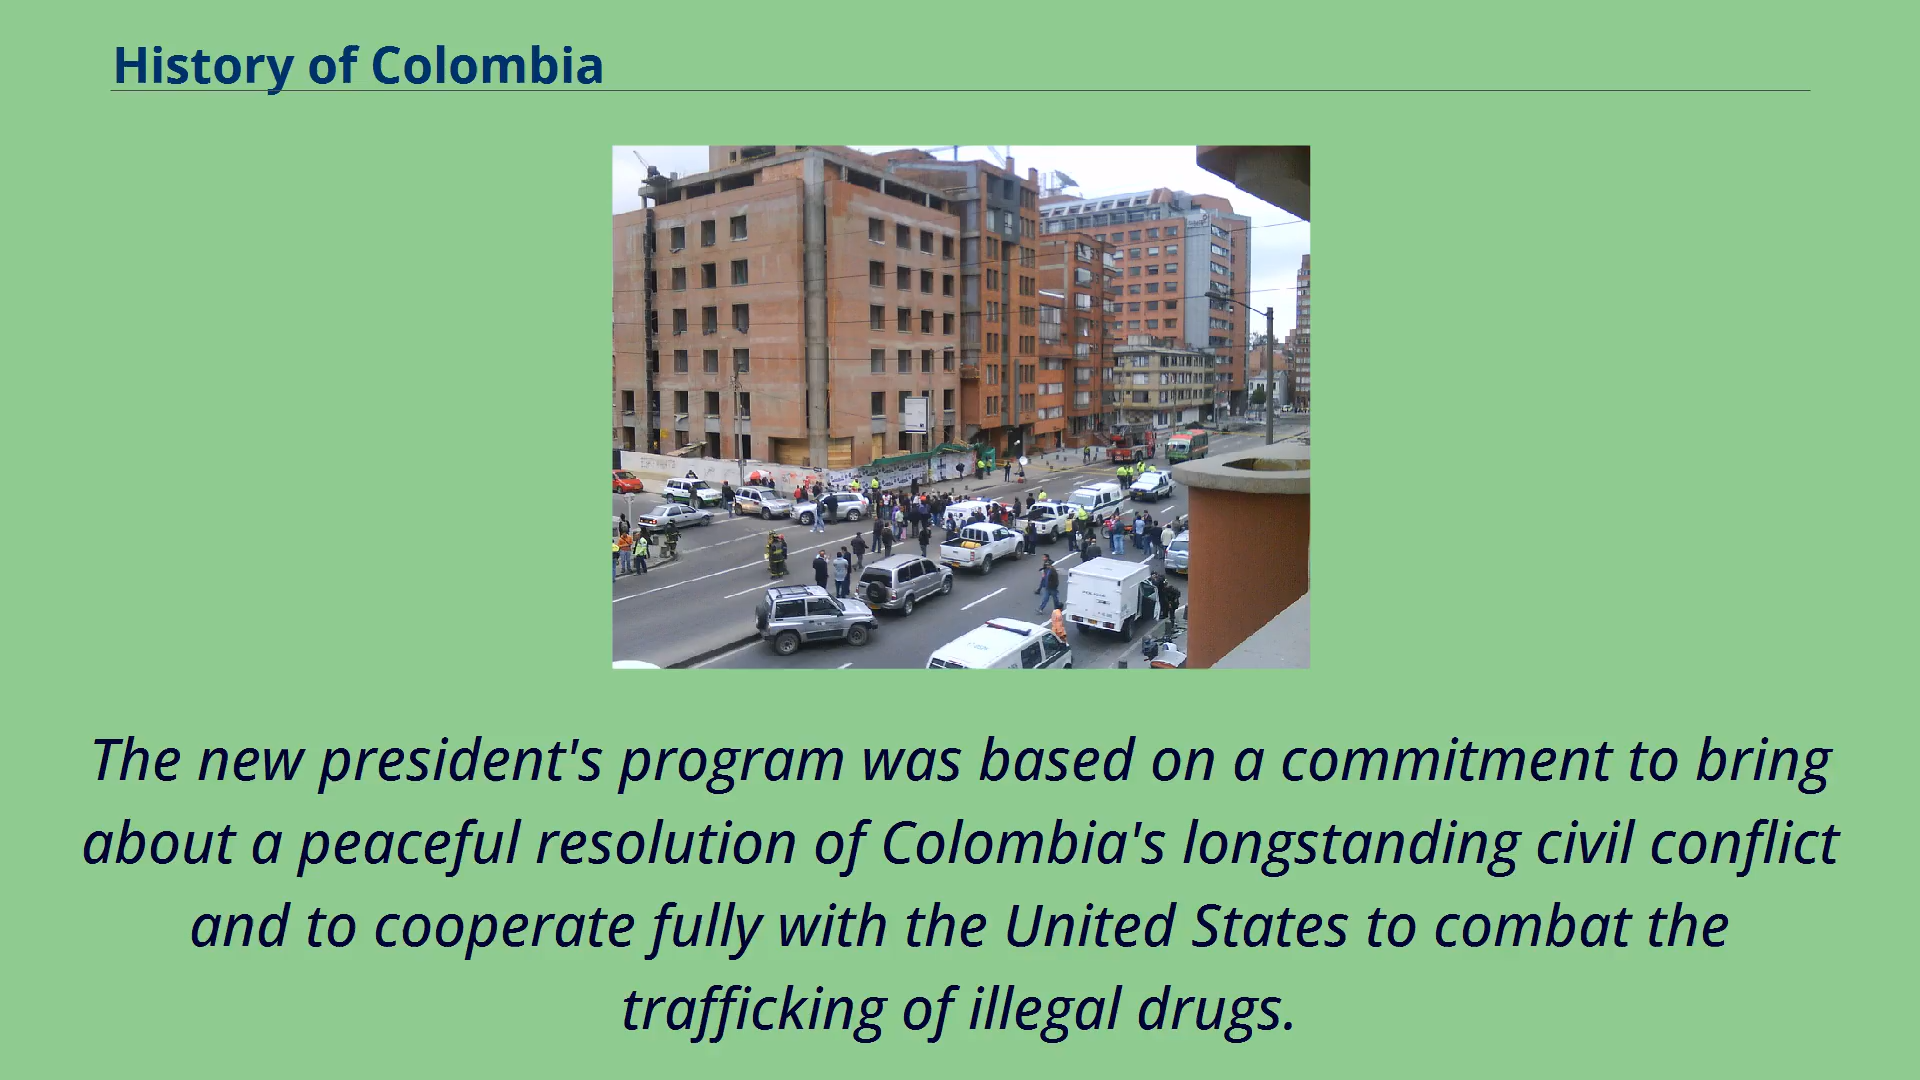 History of Colombia
The new president's program was based on a commitment to bring
about a peaceful resolution of Colombia's longstanding civil conflict
and to cooperate fully with the United States to combat the
trafficking of illegal drugs.